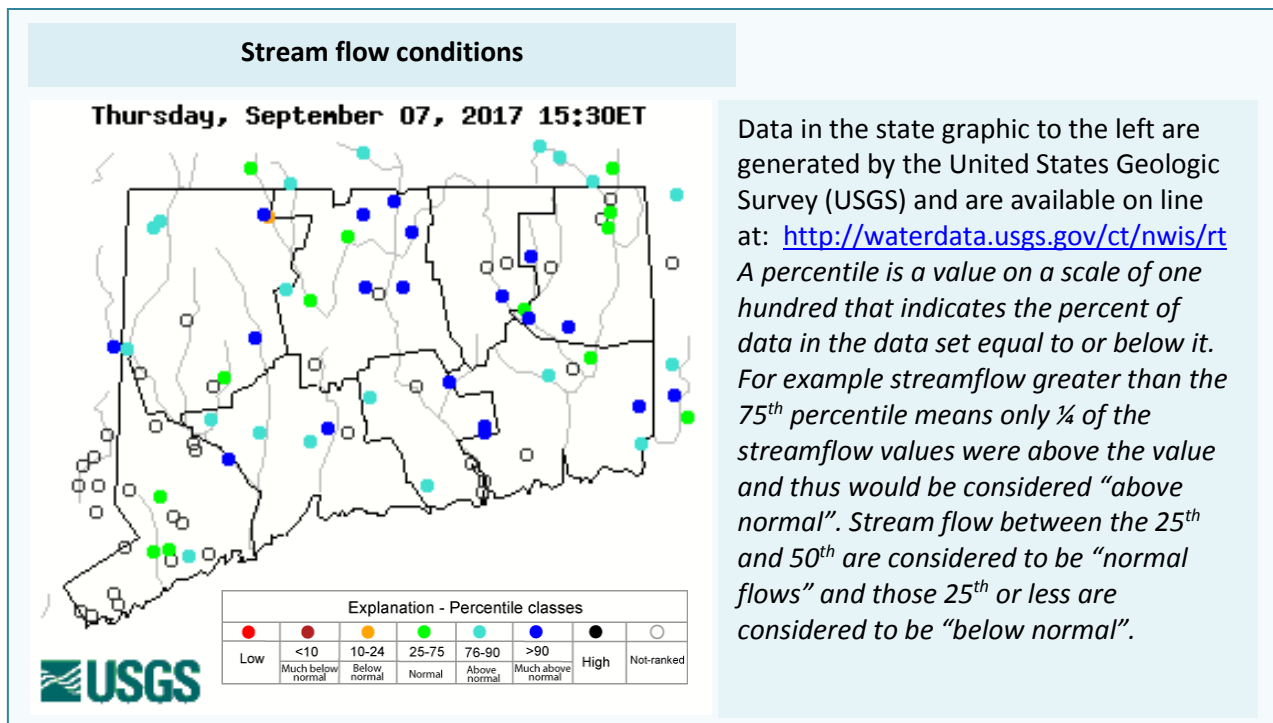 Stream flow conditions
Thursday, September 07, 2017 15:30ET
Data in the state graphic to the left are
generated by the United States Geologic
Survey (USGS) and are available on line
at: http://waterdata.usgs.gov/ct/nwis/rt
A percentile is a value on a scale of one
hundred that indicates the percent of
data in the data set equal to or below it.
For example streamflow greater than the
75th percentile means only ¼ of the
streamflow values were above the value
and thus would be considered “above
normal”. Stream flow between the 25th
and 50th are considered to be “normal
flows” and those 25th or less are
considered to be “below normal”.
Explanation - Percentile classes
Low <10 10-24 25-75 76-90 >90 High Not-ranked
Much below normal Below normal Normal Above normal Much above normal
USGS